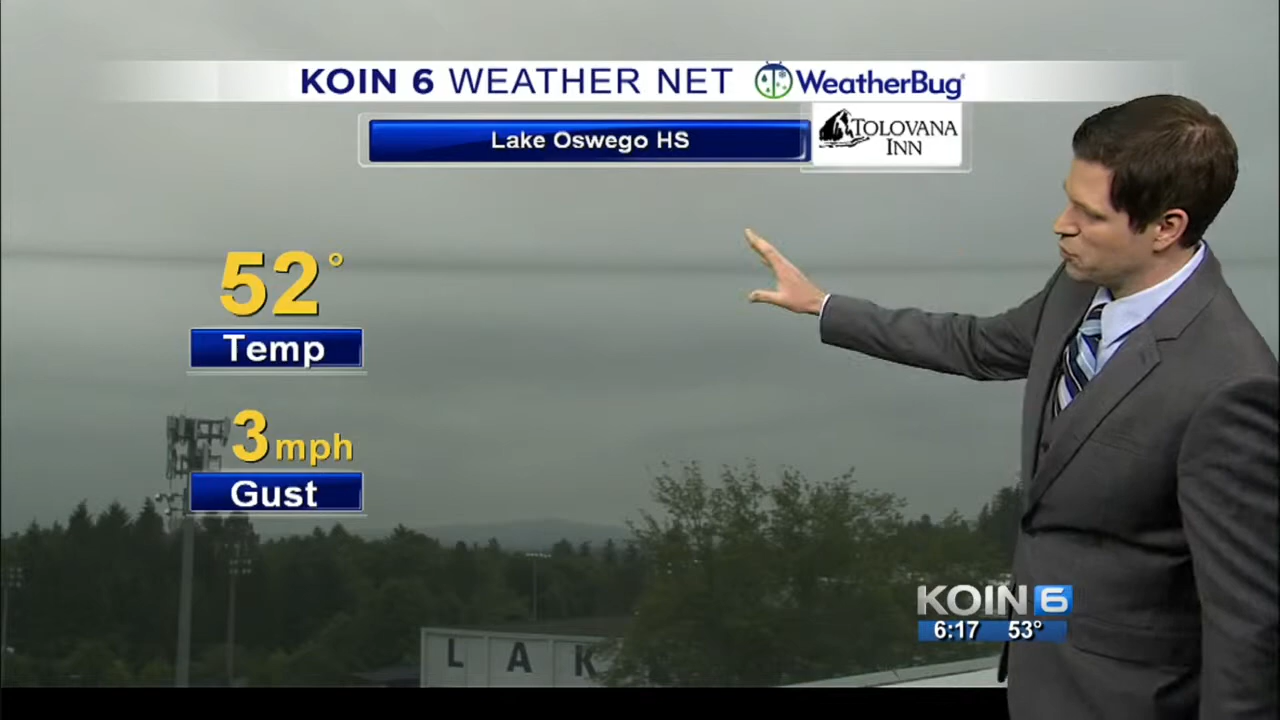 KOIN 6 WEATHER NET WeatherBug
Lake Oswego HS
TOLOVANA
INN
52°
Temp
3 mph
Gust
L A K
KOIN 6
6:17 53°